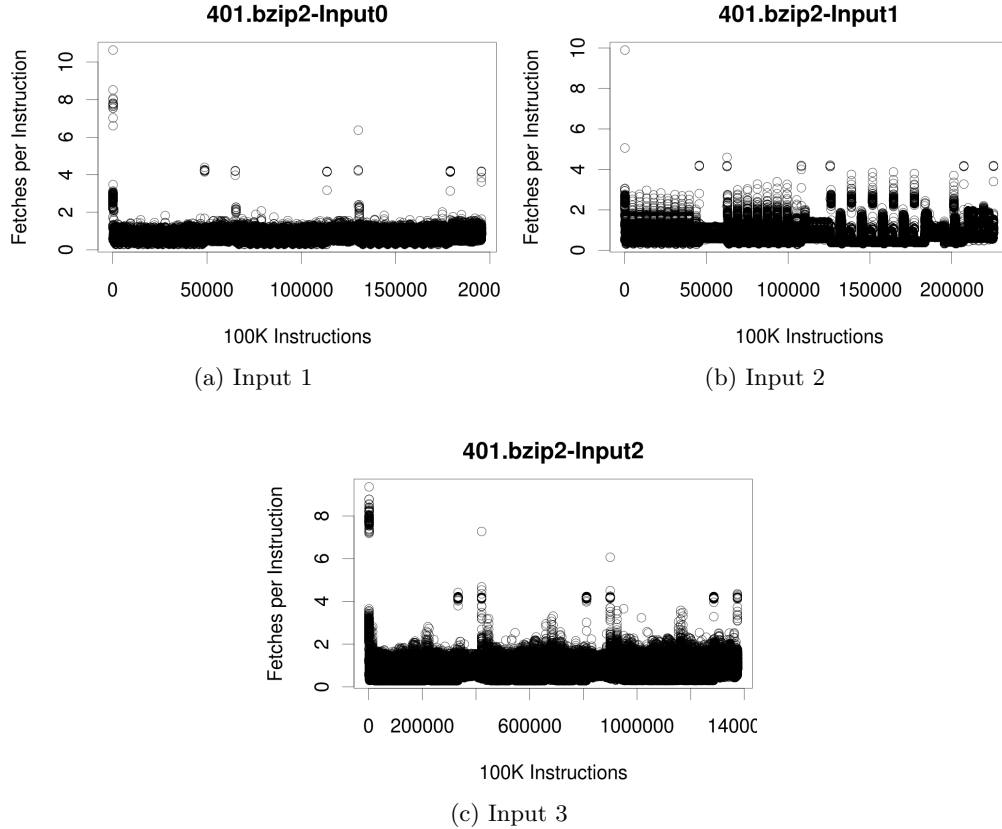 401.bzip2-Input0
Fetches per Instruction
10
8
6
4
2
0
0 50000 100000 150000 2000
100K Instructions
(a) Input 1
401.bzip2-Input1
Fetches per Instruction
10
8
6
4
2
0
0 50000 100000 150000 200000
100K Instructions
(b) Input 2
401.bzip2-Input2
Fetches per Instruction
8
6
4
2
0
0 200000 600000 1000000 14000
100K Instructions
(c) Input 3